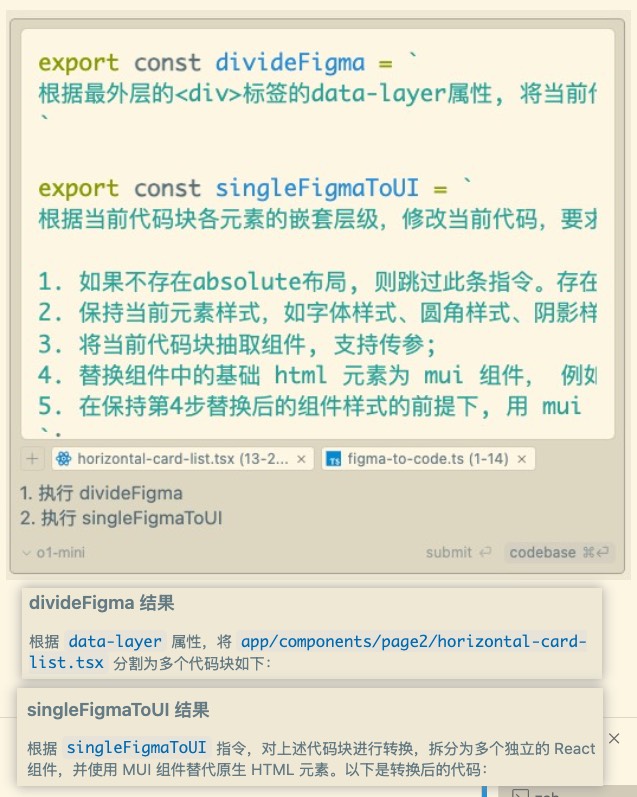 export const divideFigma = `
根据最外层的<div>标签的data-layer属性, 将当前
`
export const singleFigmaToUI = `
根据当前代码块各元素的嵌套层级，修改当前代码，要求
1. 如果不存在absolute布局, 则跳过此条指令。存在
2. 保持当前元素样式，如字体样式、圆角样式、阴影样
3. 将当前代码块抽取组件, 支持传参;
4. 替换组件中的基础 html 元素为 mui 组件， 例如
5. 在保持第4步替换后的组件样式的前提下, 用 mui
`;
+ horizontal-card-list.tsx (13-2... × TS figma-to-code.ts (1-14) ×
1. 执行 divideFigma
2. 执行 singleFigmaToUI
o1-mini submit ⏎ codebase ⌘⏎
divideFigma 结果
根据 data-layer 属性，将 app/components/page2/horizontal-card-
list.tsx 分割为多个代码块如下：
singleFigmaToUI 结果
根据 singleFigmaToUI 指令，对上述代码块进行转换，拆分为多个独立的 React
组件，并使用 MUI 组件替代原生 HTML 元素。以下是转换后的代码：